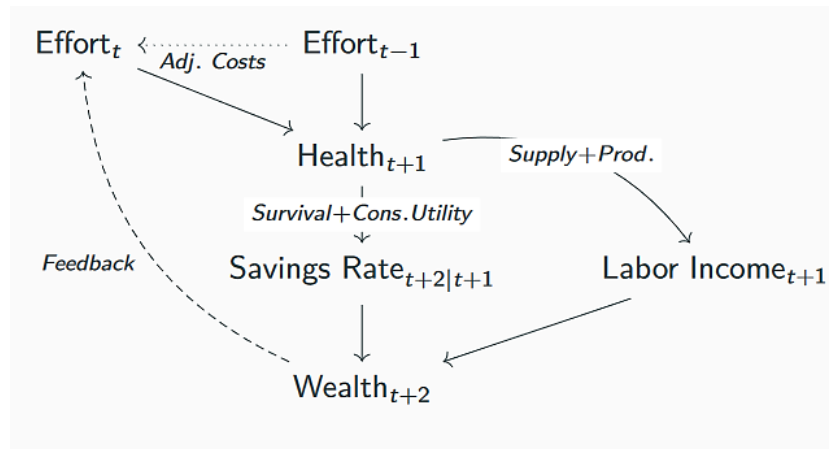 Effort_t Effort_{t−1}
Adj. Costs
Health_{t+1}
Supply+Prod.
Survival+Cons.Utility
Feedback
Savings Rate_{t+2|t+1} Labor Income_{t+1}
Wealth_{t+2}